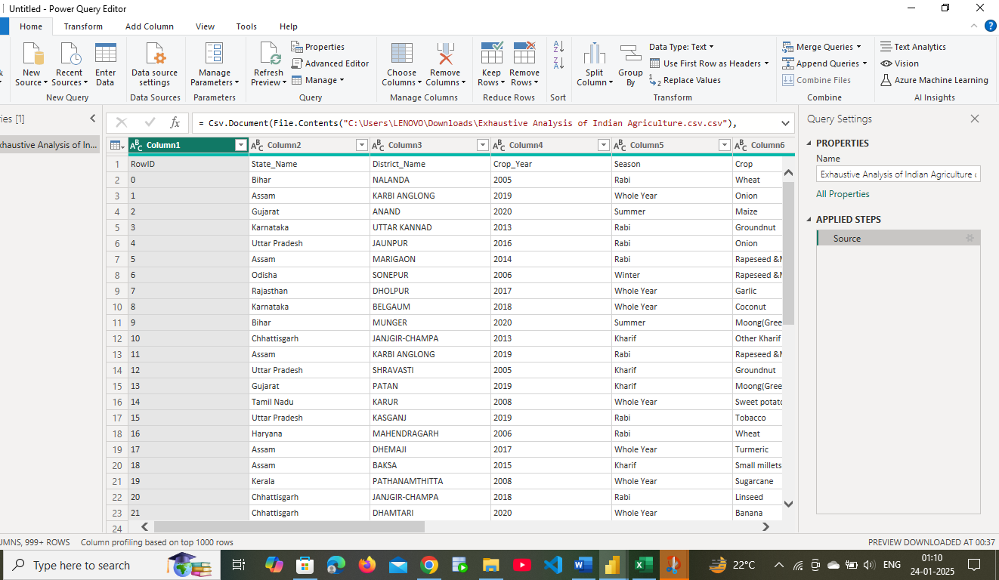 Untitled - Power Query Editor
Home Transform Add Column View Tools Help
New Source Recent Sources Enter Data
New Query
Data source settings
Data Sources
Manage Parameters
Parameters
Refresh Preview Properties
Advanced Editor
Manage
Query
Choose Columns Remove Columns
Manage Columns
Keep Rows Remove Rows
Reduce Rows
Sort
Split Column Group By Data Type: Text
Use First Row as Headers
Replace Values
Transform
Merge Queries
Append Queries
Combine Files
Combine
Text Analytics
Vision
Azure Machine Learning
AI Insights
ies [1]
xhaustive Analysis of In...
fx = Csv.Document(File.Contents("C:\Users\LENOVO\Downloads\Exhaustive Analysis of Indian Agriculture.csv.csv"),
Column1 Column2 Column3 Column4 Column5 Column6
1 RowID State_Name District_Name Crop_Year Season Crop
2 0 Bihar NALANDA 2005 Rabi Wheat
3 1 Assam KARBI ANGLONG 2019 Whole Year Onion
4 2 Gujarat ANAND 2020 Summer Maize
5 3 Karnataka UTTAR KANNAD 2013 Rabi Groundnut
6 4 Uttar Pradesh JAUNPUR 2016 Rabi Onion
7 5 Assam MARIGAON 2014 Rabi Rapeseed &M
8 6 Odisha SONEPUR 2006 Winter Rapeseed &M
9 7 Rajasthan DHOLPUR 2017 Whole Year Garlic
10 8 Karnataka BELGAUM 2018 Whole Year Coconut
11 9 Bihar MUNGER 2020 Summer Moong(Gree
12 10 Chhattisgarh JANJGIR-CHAMPA 2013 Kharif Other Kharif
13 11 Assam KARBI ANGLONG 2019 Rabi Rapeseed &M
14 12 Uttar Pradesh SHRAVASTI 2005 Kharif Groundnut
15 13 Gujarat PATAN 2019 Kharif Moong(Gree
16 14 Tamil Nadu KARUR 2008 Whole Year Sweet potato
17 15 Uttar Pradesh KASGANJ 2019 Rabi Tobacco
18 16 Haryana MAHENDRAGARH 2006 Rabi Wheat
19 17 Assam DHEMAJI 2017 Whole Year Turmeric
20 18 Assam BAKSA 2015 Kharif Small millets
21 19 Kerala PATHANAMTHITTA 2008 Whole Year Sugarcane
22 20 Chhattisgarh JANJGIR-CHAMPA 2018 Rabi Linseed
23 21 Chhattisgarh DHAMTARI 2020 Whole Year Banana
24
Query Settings
PROPERTIES
Name
Exhaustive Analysis of Indian Agriculture
All Properties
APPLIED STEPS
Source
UMNS, 999+ ROWS Column profiling based on top 1000 rows PREVIEW DOWNLOADED AT 00:37
Type here to search 22°C ENG 01:10
24-01-2025